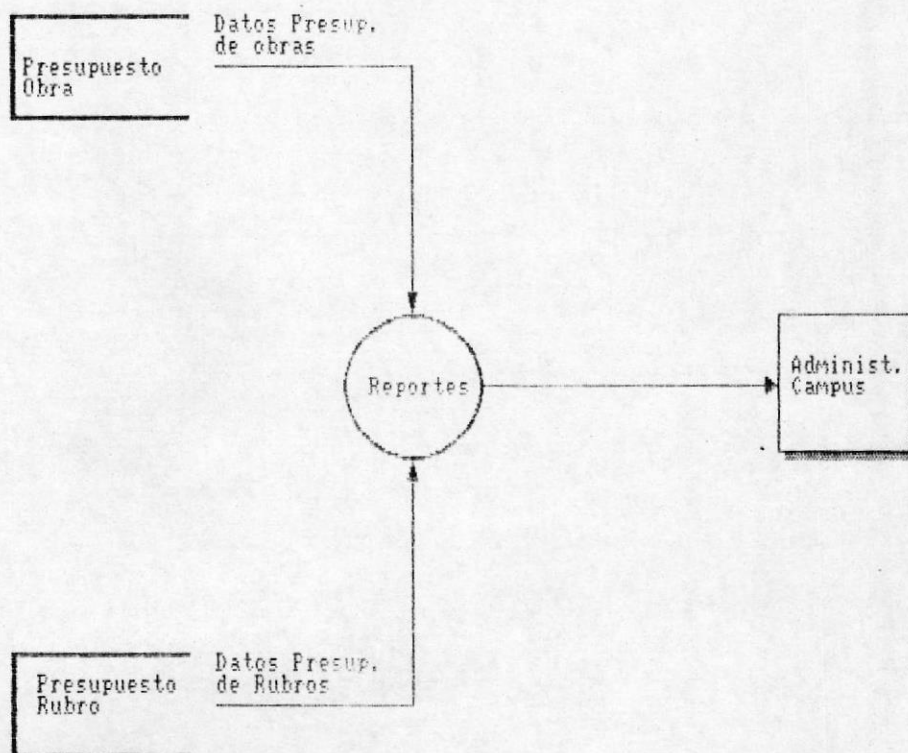 Datos Presup.
de obras
Presupuesto
Obra
Reportes
Administ.
Campus
Datos Presup.
de Rubros
Presupuesto
Rubro